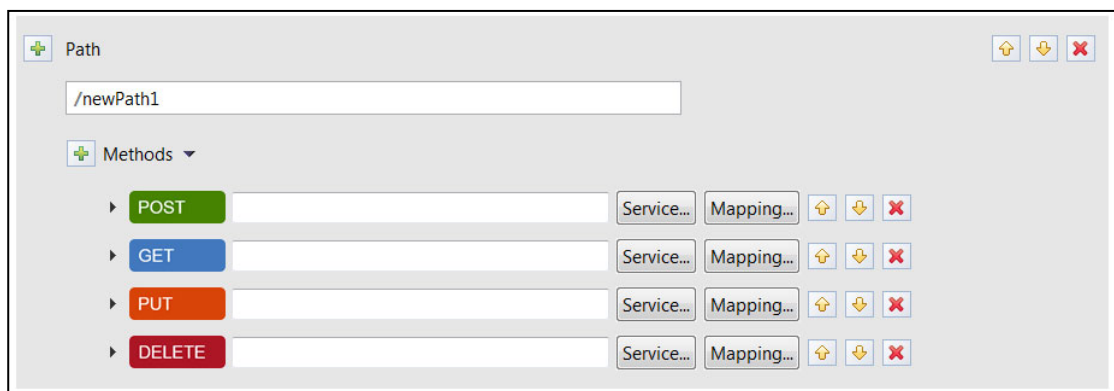 Path
/newPath1
Methods
POST Service... Mapping...
GET Service... Mapping...
PUT Service... Mapping...
DELETE Service... Mapping...